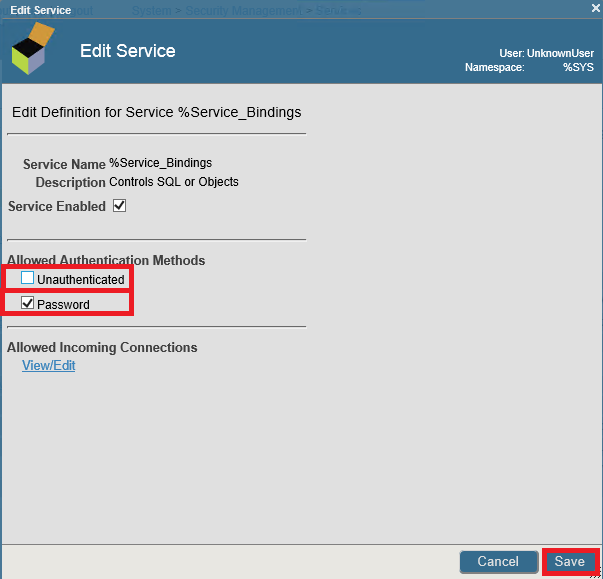 Edit Service
System > Security Management > Services
Edit Service
User: UnknownUser
Namespace: %SYS
Edit Definition for Service %Service_Bindings
Service Name %Service_Bindings
Description Controls SQL or Objects
Service Enabled
Allowed Authentication Methods
Unauthenticated
Password
Allowed Incoming Connections
View/Edit
Cancel
Save